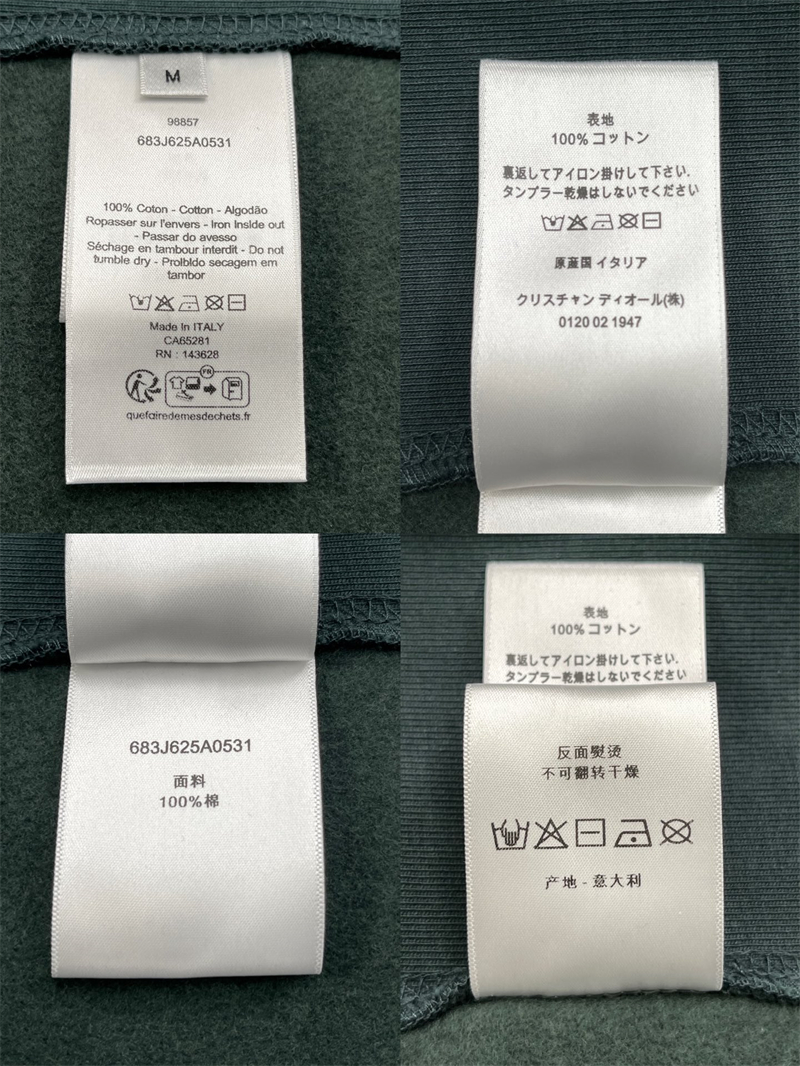 M
98857
683J625A0531
100% Coton - Cotton - Algodão
Ropasser sur l'envers - Iron Inside out
- Passar do avesso
Séchage en tambour interdit - Do not
tumble dry - Prolbldo secagem em
tambor
Made In ITALY
CA65281
RN : 143628
FR
quefairedemesdechets.fr
表地
100% コットン
裏返してアイロン掛けして下さい.
タンブラー乾燥はしないでください
原産国 イタリア
クリスチャン ディオール(株)
0120 02 1947
683J625A0531
面料
100%棉
表地
100% コットン
裏返してアイロン掛けして下さい.
タンブラー乾燥はしないでください
反面熨烫
不可翻转干燥
产地 - 意大利